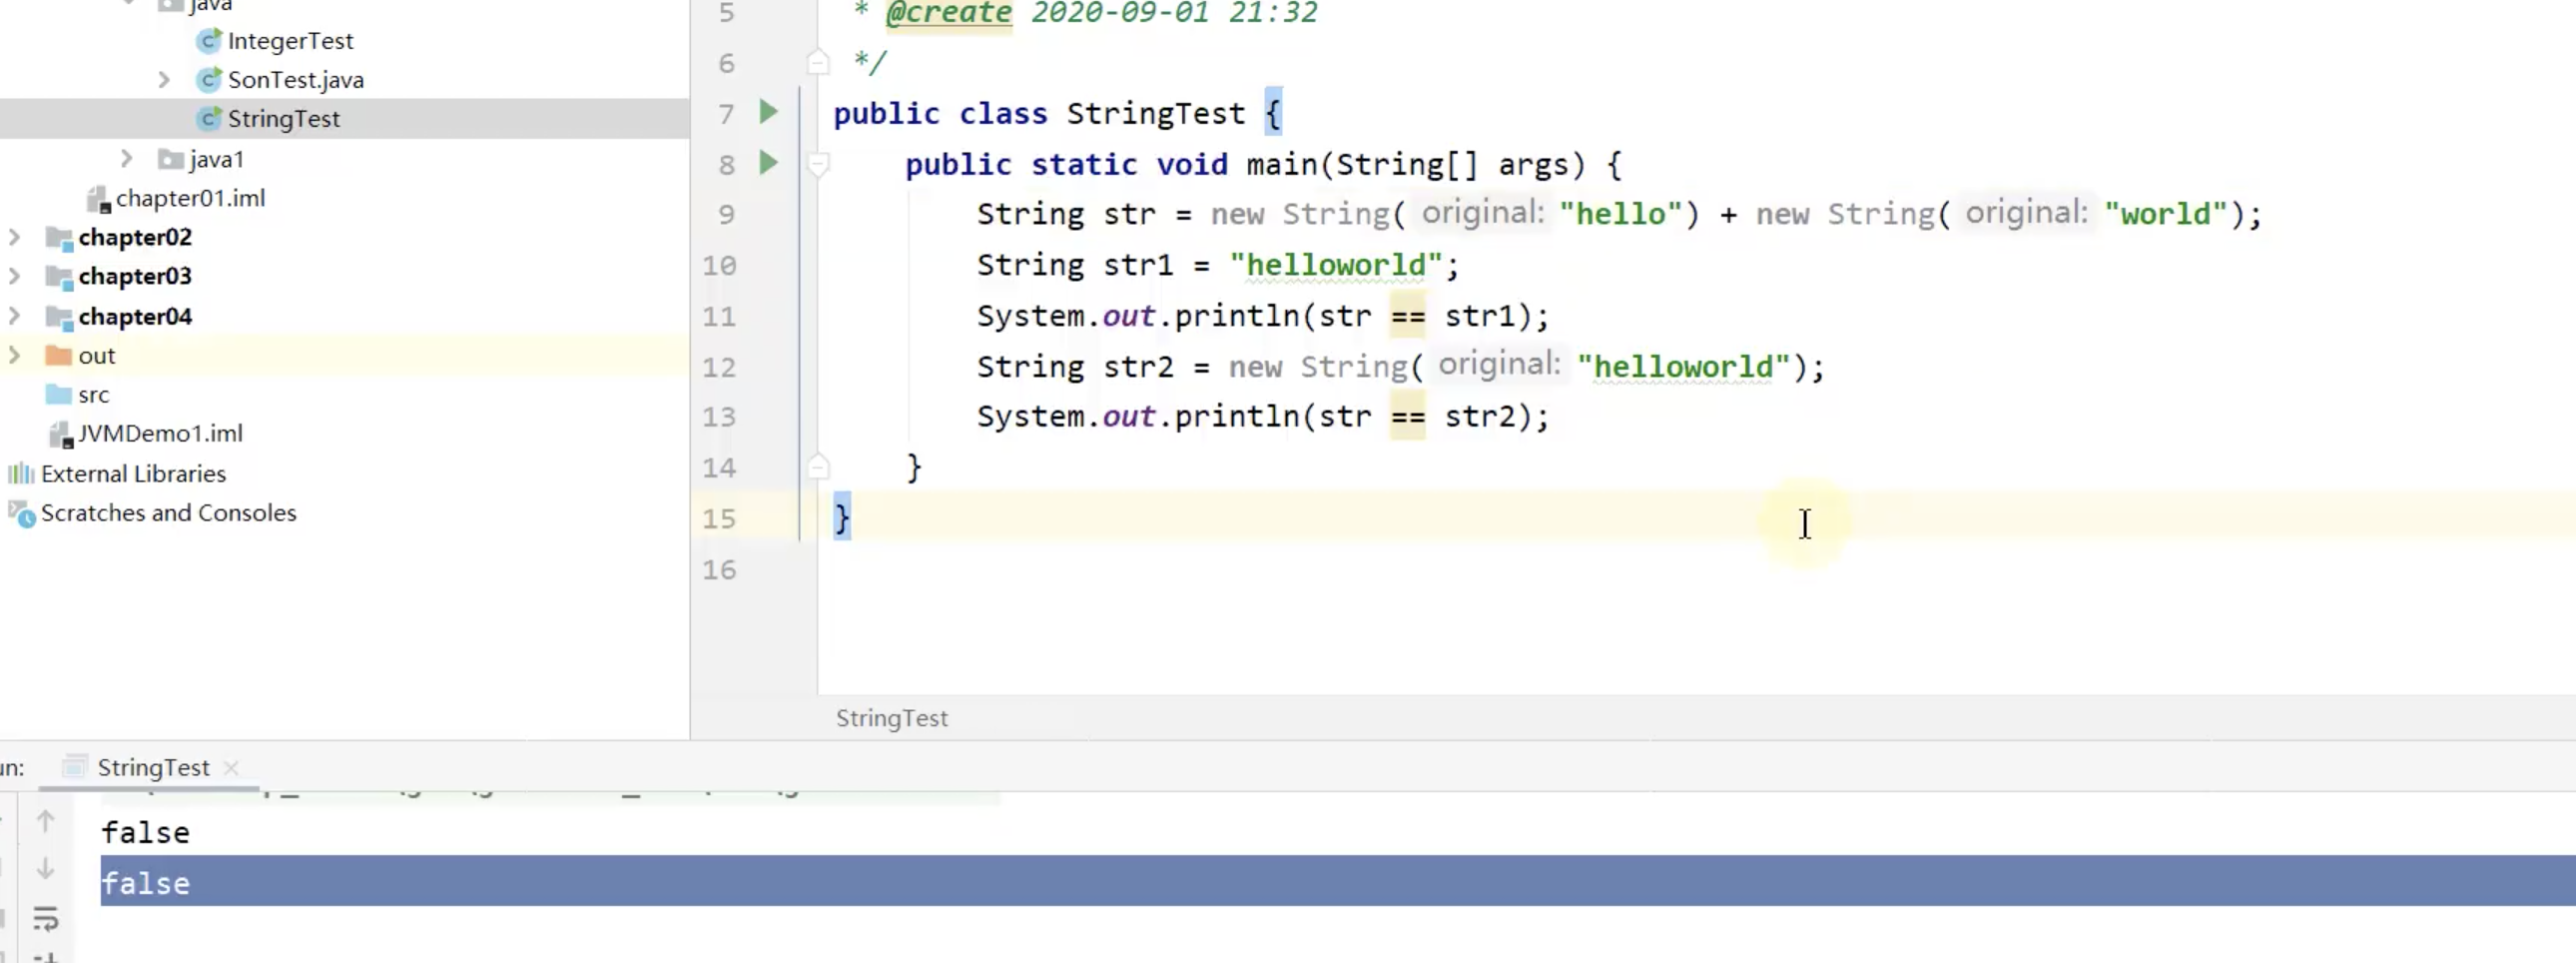 java
IntegerTest
SonTest.java
StringTest
java1
chapter01.iml
chapter02
chapter03
chapter04
out
src
JVMDemo1.iml
External Libraries
Scratches and Consoles
5 * @create 2020-09-01 21:32
6 */
7 public class StringTest {
8 public static void main(String[] args) {
9 String str = new String( original: "hello") + new String( original: "world");
10 String str1 = "helloworld";
11 System.out.println(str == str1);
12 String str2 = new String( original: "helloworld");
13 System.out.println(str == str2);
14 }
15 }
16
StringTest
un: StringTest
false
false